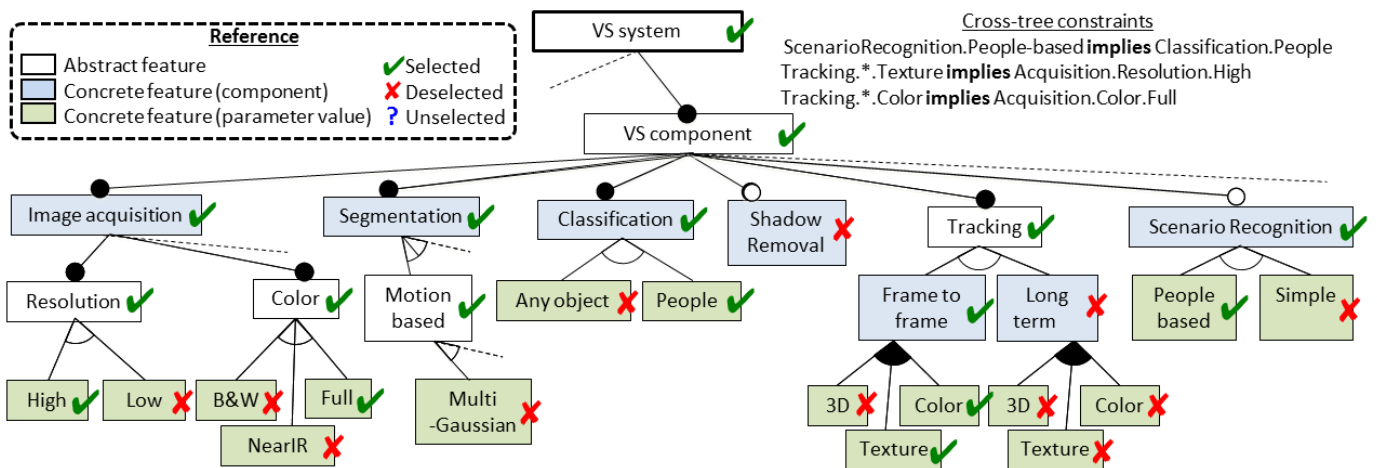 Reference
Abstract feature
Concrete feature (component)
Concrete feature (parameter value)
Selected
Deselected
? Unselected
VS system
Cross-tree constraints
ScenarioRecognition.People-based implies Classification.People
Tracking.*.Texture implies Acquisition.Resolution.High
Tracking.*.Color implies Acquisition.Color.Full
VS component
Image acquisition
Segmentation
Classification
Shadow
Removal
Tracking
Scenario Recognition
Resolution
Color
Motion
based
Any object
People
Frame to
frame
Long
term
People
based
Simple
High
Low
B&W
NearIR
Full
Multi
-Gaussian
3D
Texture
Color
3D
Texture
Color